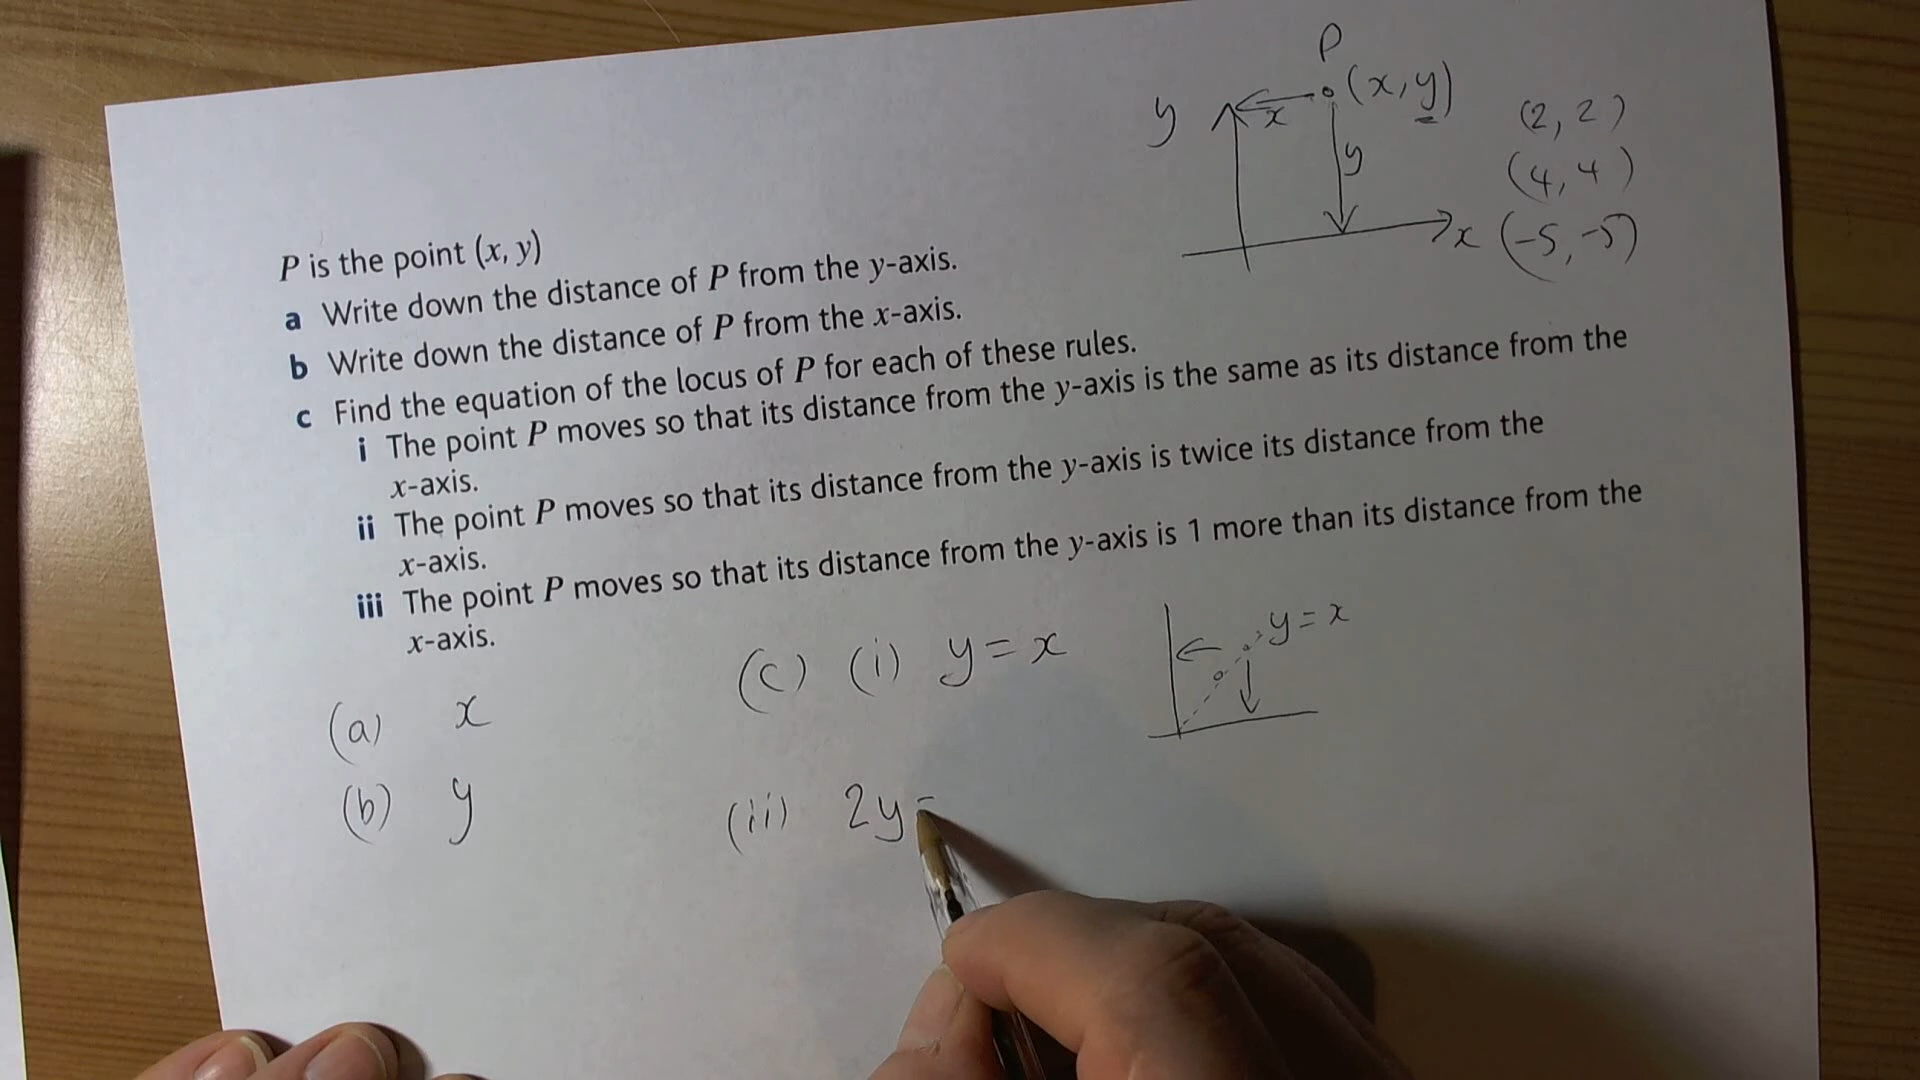 P
(x, y)
y
x
y
x
(2, 2)
(4, 4)
(-5, -5)
P is the point (x, y)
a Write down the distance of P from the y-axis.
b Write down the distance of P from the x-axis.
c Find the equation of the locus of P for each of these rules.
i The point P moves so that its distance from the y-axis is the same as its distance from the
x-axis.
ii The point P moves so that its distance from the y-axis is twice its distance from the
x-axis.
iii The point P moves so that its distance from the y-axis is 1 more than its distance from the
x-axis.
(a) x
(b) y
(c) (i) y = x
y = x
(ii) 2y =